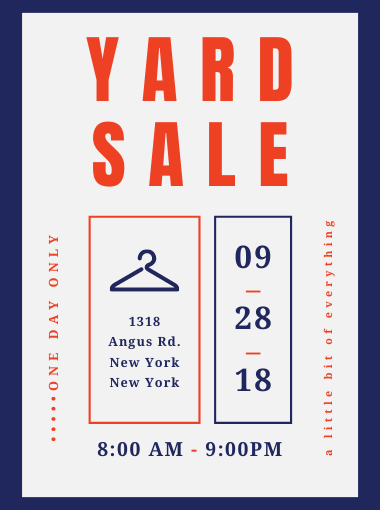 YARD
SALE
•••••ONE DAY ONLY
1318
Angus Rd.
New York
New York
09
—
28
—
18
a little bit of everything
8:00 AM - 9:00PM